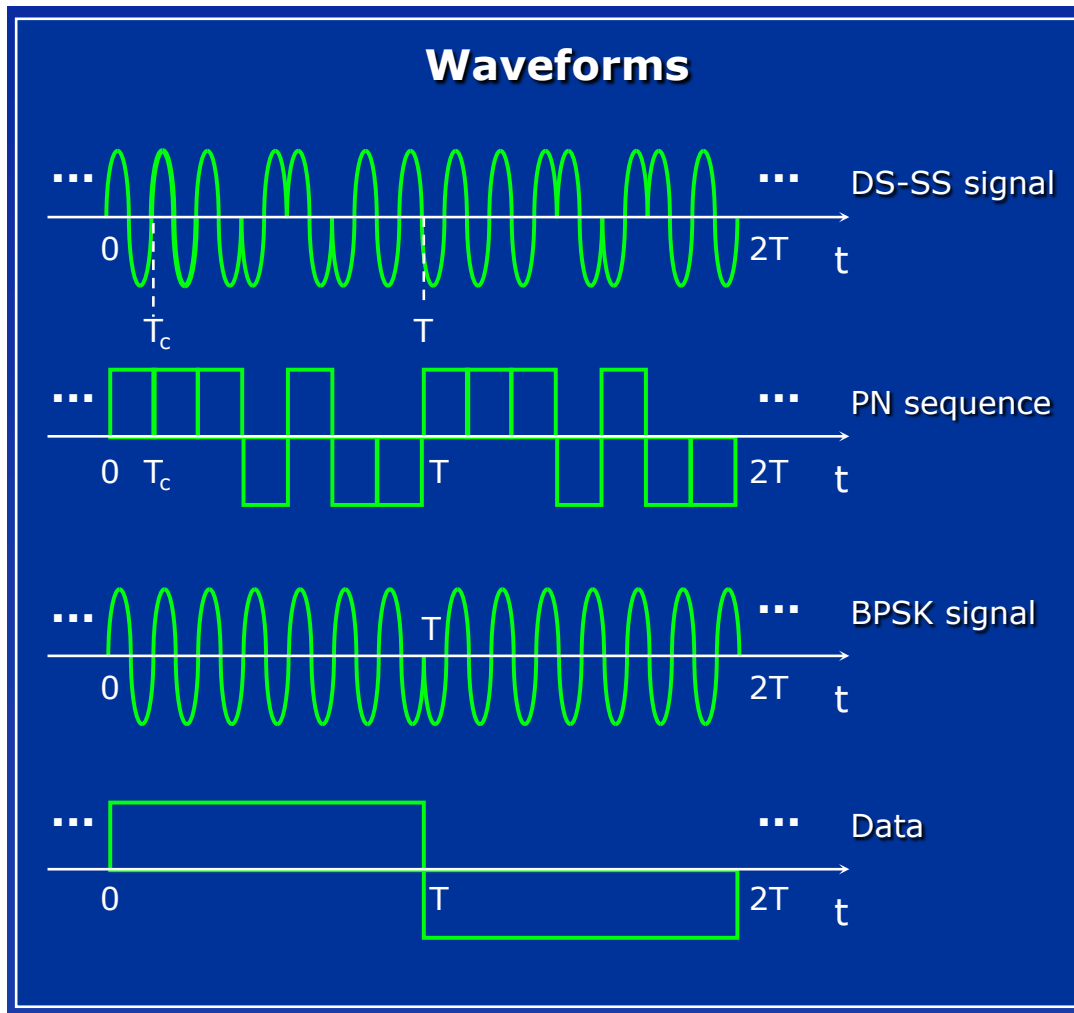 Waveforms
... ... DS-SS signal
0 2T t
Tc T
... ... PN sequence
0 Tc T 2T t
... T ... BPSK signal
0 2T t
... ... Data
0 T 2T t